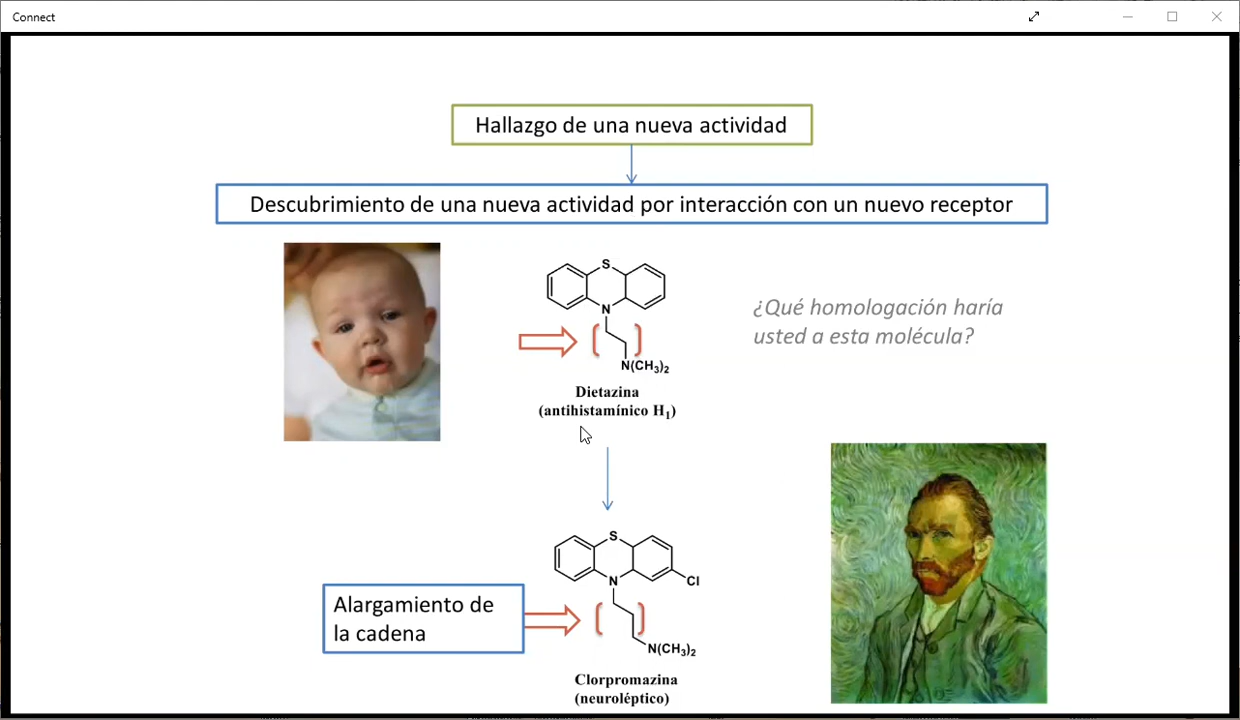 Connect
Hallazgo de una nueva actividad
Descubrimiento de una nueva actividad por interacción con un nuevo receptor
S
N
N(CH₃)₂
Dietazina
(antihistamínico H₁)
¿Qué homologación haría
usted a esta molécula?
S
N
Cl
N(CH₃)₂
Alargamiento de
la cadena
Clorpromazina
(neuroléptico)